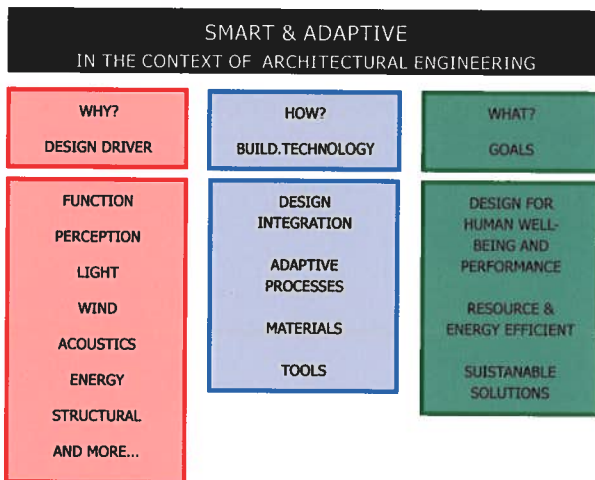 SMART & ADAPTIVE
IN THE CONTEXT OF ARCHITECTURAL ENGINEERING
WHY?
DESIGN DRIVER
FUNCTION
PERCEPTION
LIGHT
WIND
ACOUSTICS
ENERGY
STRUCTURAL
AND MORE...
HOW?
BUILD.TECHNOLOGY
DESIGN
INTEGRATION
ADAPTIVE
PROCESSES
MATERIALS
TOOLS
WHAT?
GOALS
DESIGN FOR
HUMAN WELL-
BEING AND
PERFORMANCE
RESOURCE &
ENERGY EFFICIENT
SUISTANABLE
SOLUTIONS